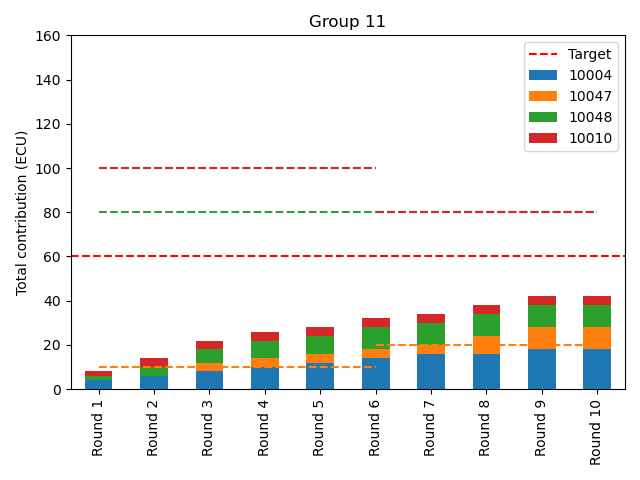 Group 11
Total contribution (ECU)
160
140
120
100
80
60
40
20
0
Target
10004
10047
10048
10010
Round 1
Round 2
Round 3
Round 4
Round 5
Round 6
Round 7
Round 8
Round 9
Round 10